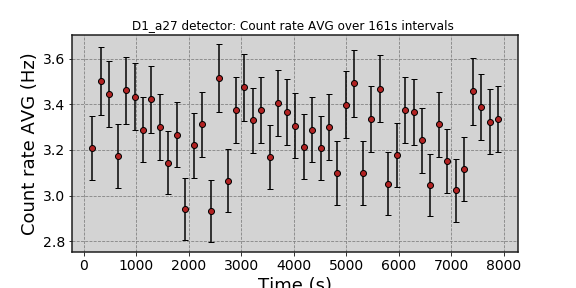 D1_a27 detector: Count rate AVG over 161s intervals
Count rate AVG (Hz)
3.6
3.4
3.2
3.0
2.8
0 1000 2000 3000 4000 5000 6000 7000 8000
Time (s)